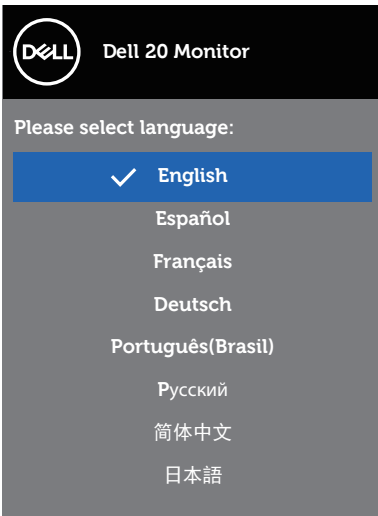 DELL
Dell 20 Monitor
Please select language:
English
Español
Français
Deutsch
Português(Brasil)
Русский
简体中文
日本語